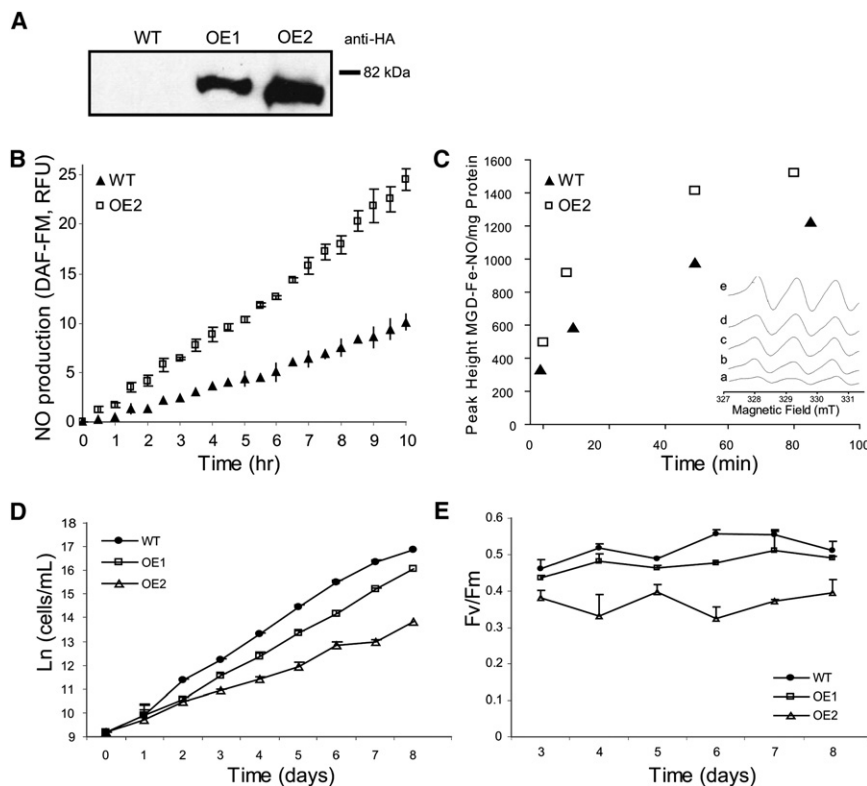 A
WT OE1 OE2 anti-HA
82 kDa
B
NO production (DAF-FM, RFU)
25
20
15
10
5
0
WT
OE2
0 1 2 3 4 5 6 7 8 9 10
Time (hr)
C
Peak Height MGD-Fe-NO/mg Protein
1600
1400
1200
1000
800
600
400
200
0
WT
OE2
e
d
c
b
a
327 328 329 330 331
Magnetic Field (mT)
0 20 40 60 80 100
Time (min)
D
Ln (cells/mL)
18
17
16
15
14
13
12
11
10
9
WT
OE1
OE2
0 1 2 3 4 5 6 7 8
Time (days)
E
Fv/Fm
0.6
0.5
0.4
0.3
0.2
0.1
0
WT
OE1
OE2
3 4 5 6 7 8
Time (days)